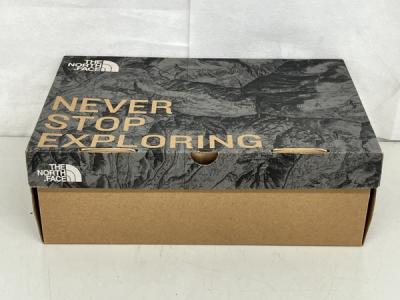 THE
NORTH
FACE
NEVER
STOP
EXPLORING
THE
NORTH
FACE